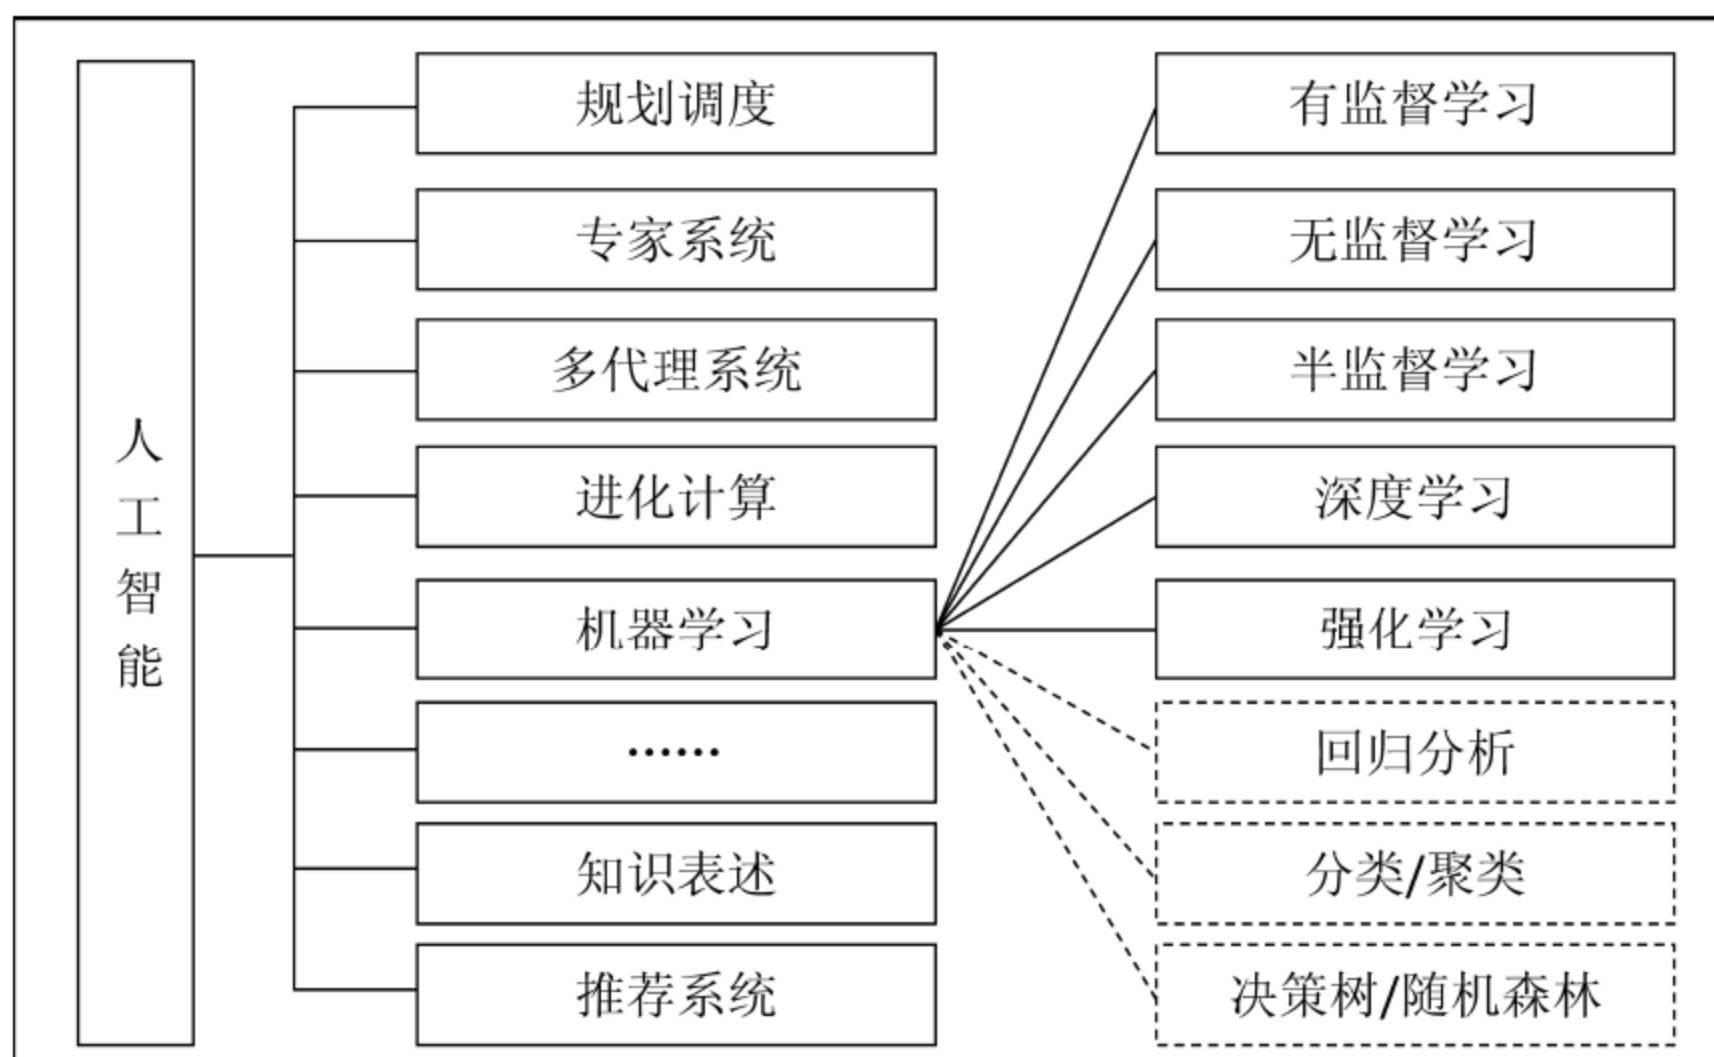 人工智能
规划调度
专家系统
多代理系统
进化计算
机器学习
……
知识表述
推荐系统
有监督学习
无监督学习
半监督学习
深度学习
强化学习
回归分析
分类/聚类
决策树/随机森林